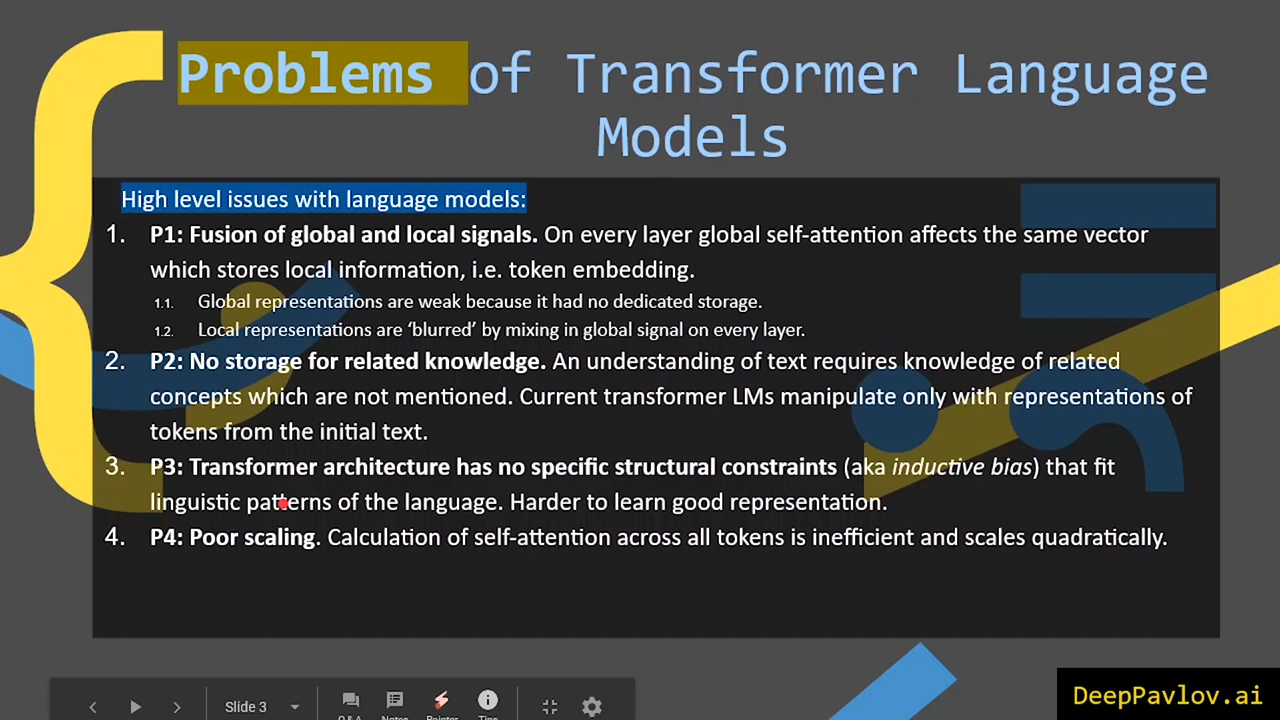 Problems of Transformer Language
Models
High level issues with language models:
1. P1: Fusion of global and local signals. On every layer global self-attention affects the same vector
which stores local information, i.e. token embedding.
1.1. Global representations are weak because it had no dedicated storage.
1.2. Local representations are ‘blurred’ by mixing in global signal on every layer.
2. P2: No storage for related knowledge. An understanding of text requires knowledge of related
concepts which are not mentioned. Current transformer LMs manipulate only with representations of
tokens from the initial text.
3. P3: Transformer architecture has no specific structural constraints (aka inductive bias) that fit
linguistic patterns of the language. Harder to learn good representation.
4. P4: Poor scaling. Calculation of self-attention across all tokens is inefficient and scales quadratically.
Slide 3
Q & A Notes Pointer Tips
DeepPavlov.ai